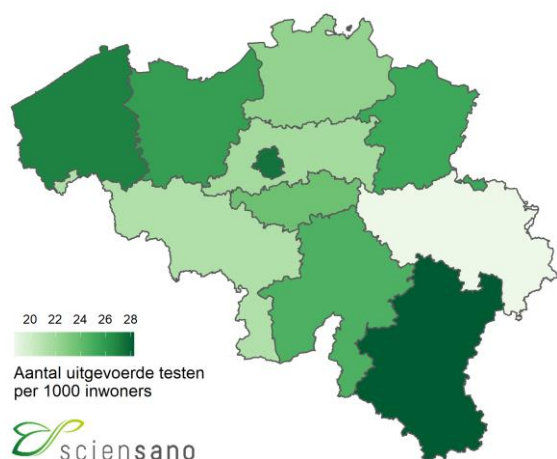 20 22 24 26 28
Aantal uitgevoerde testen
per 1000 inwoners
sciensano